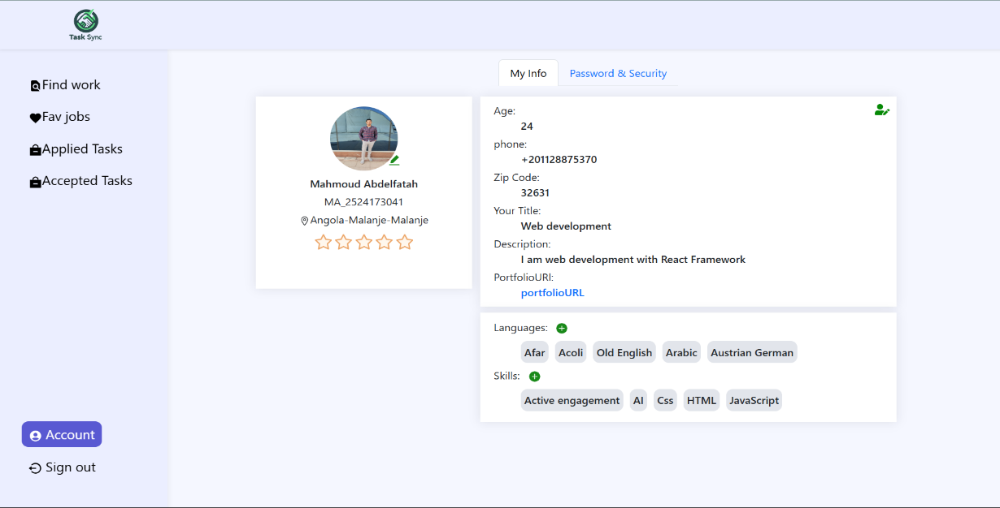 Task Sync
Find work
Fav jobs
Applied Tasks
Accepted Tasks
Account
Sign out
My Info
Password & Security
Mahmoud Abdelfatah
MA_2524173041
Angola-Malanje-Malanje
Age:
24
phone:
+201128875370
Zip Code:
32631
Your Title:
Web development
Description:
I am web development with React Framework
PortfolioURl:
portfolioURL
Languages:
Afar Acoli Old English Arabic Austrian German
Skills:
Active engagement AI Css HTML JavaScript